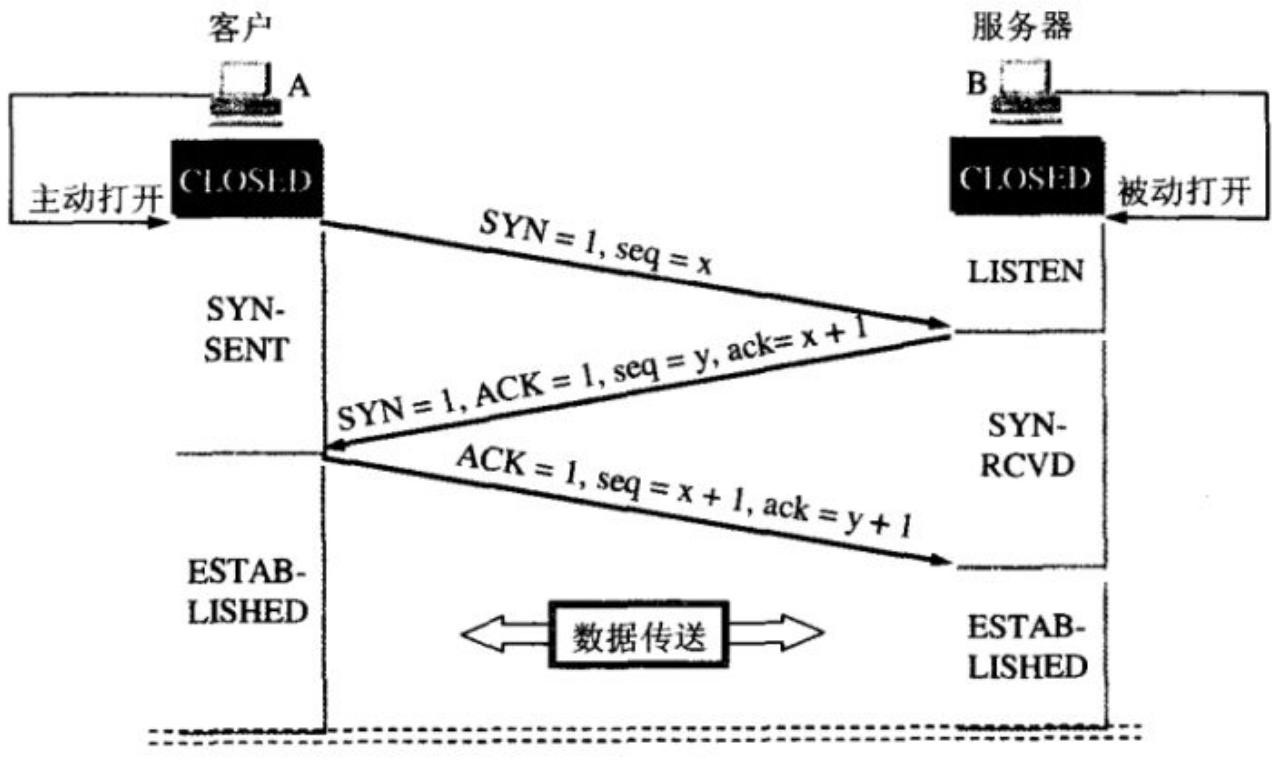 客户
服务器
A
B
CLOSED
CLOSED
主动打开
被动打开
SYN = 1, seq = x
LISTEN
SYN-
SENT
SYN = 1, ACK = 1, seq = y, ack= x + 1
SYN-
RCVD
ACK = 1, seq = x + 1, ack = y + 1
ESTAB-
LISHED
数据传送
ESTAB-
LISHED